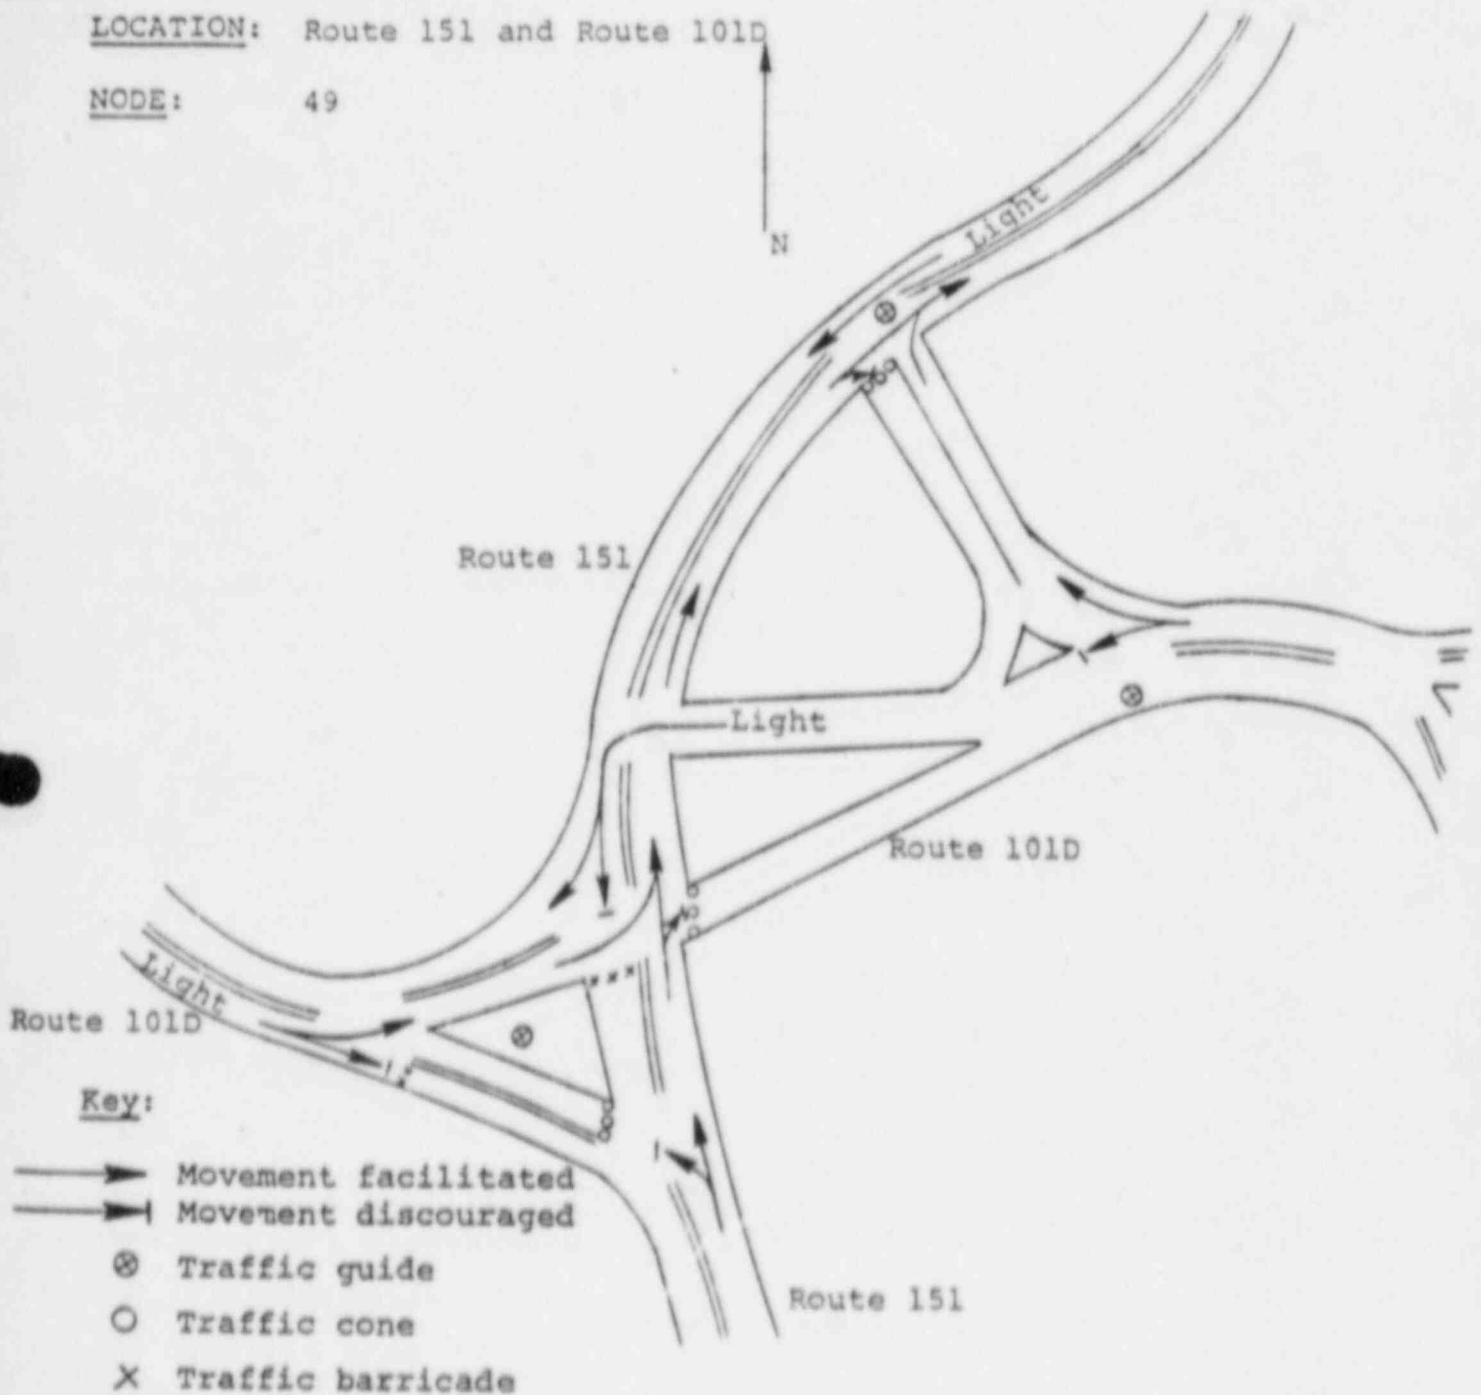 LOCATION: Route 151 and Route 101D
NODE: 49
N
Light
Route 151
Light
Route 101D
Light
Route 101D
Key:
Movement facilitated
Movement discouraged
Traffic guide
Route 151
Traffic cone
Traffic barricade